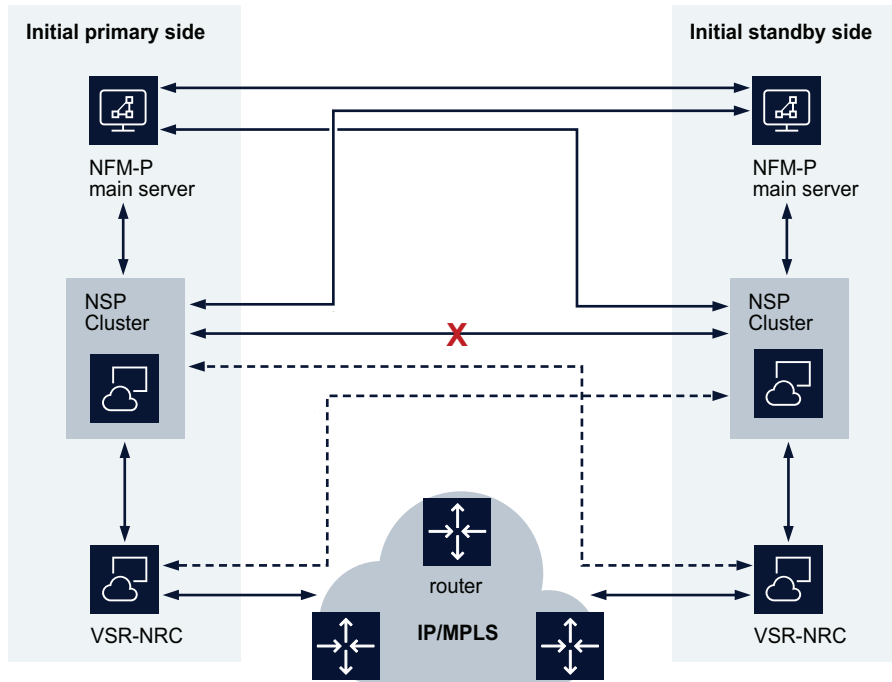 Initial primary side
Initial standby side
NFM-P
main server
NFM-P
main server
NSP
Cluster
X
NSP
Cluster
router
IP/MPLS
VSR-NRC
VSR-NRC